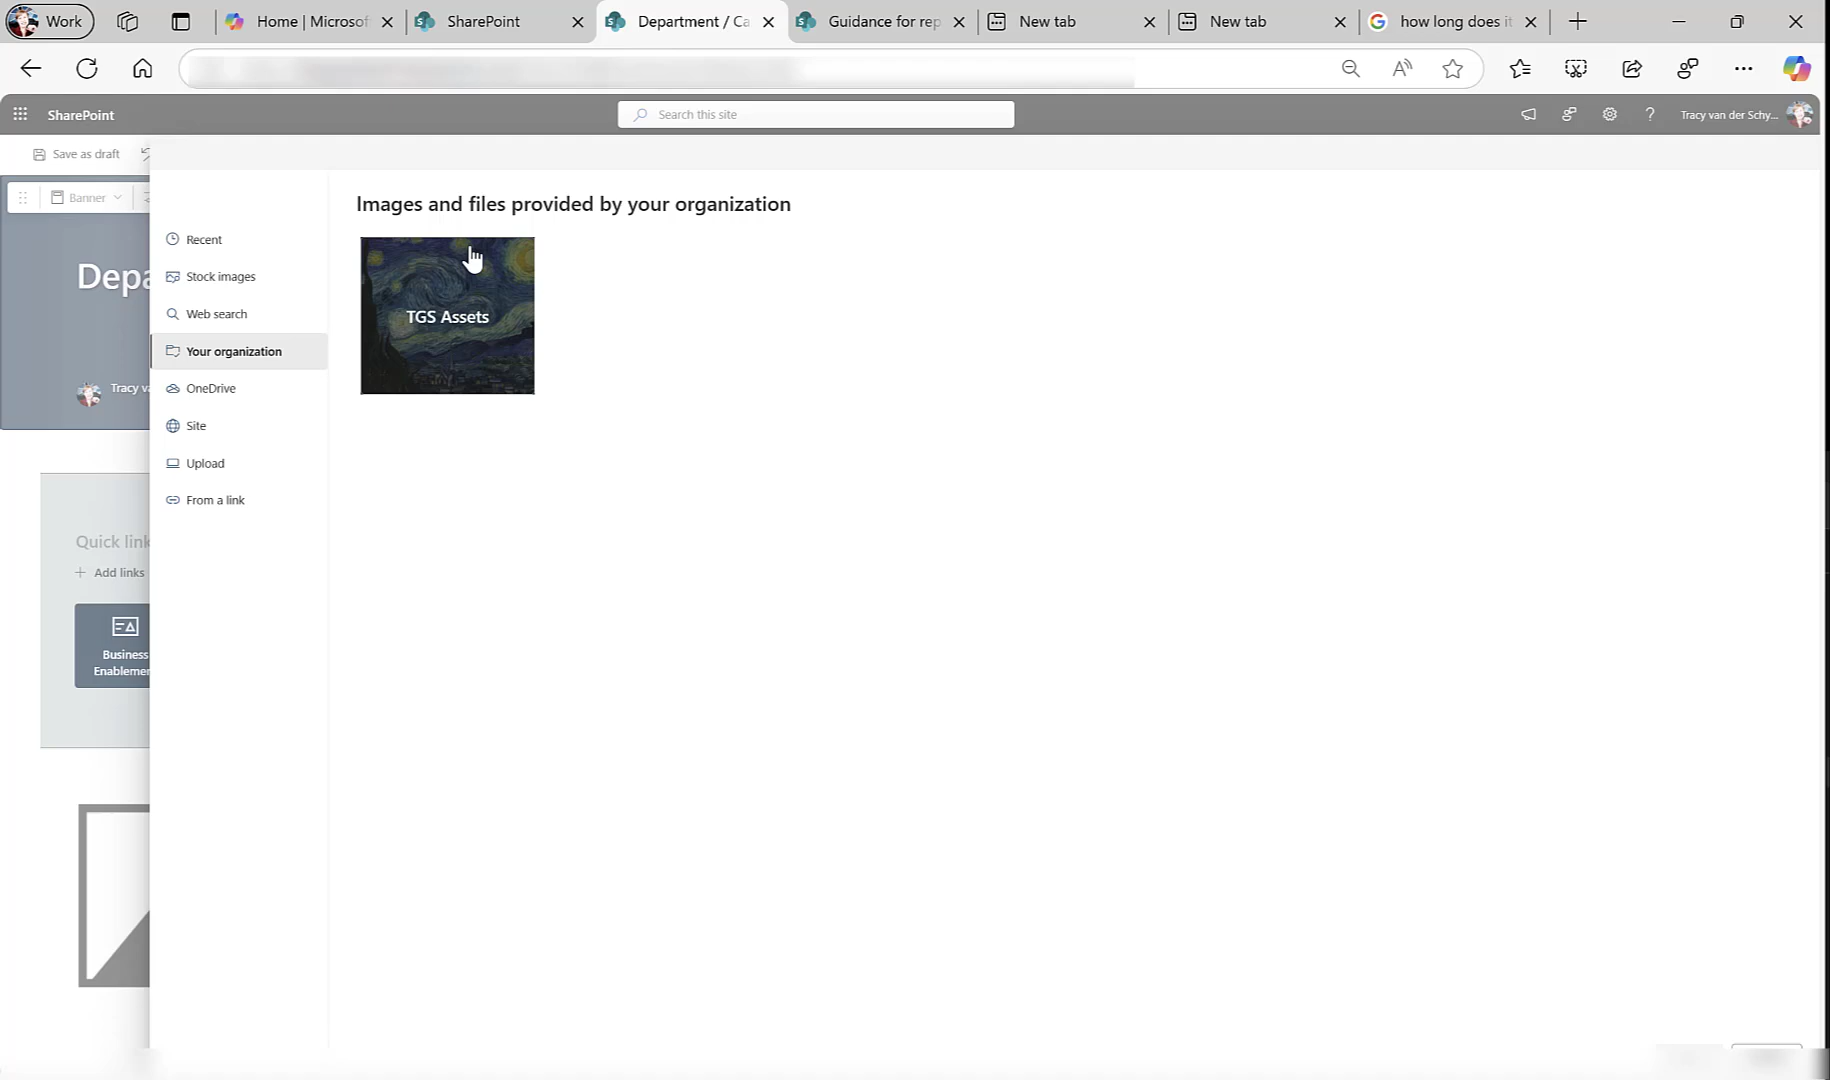 Work
Home | Microsof
SharePoint
Department / Ca
Guidance for rep
New tab
New tab
how long does it
SharePoint
Search this site
Tracy van der Schy...
Save as draft
Banner
Images and files provided by your organization
Recent
Depa
Stock images
TGS Assets
Web search
Your organization
Tracy va
OneDrive
Site
Upload
From a link
Quick link
Add links
Business
Enablemen